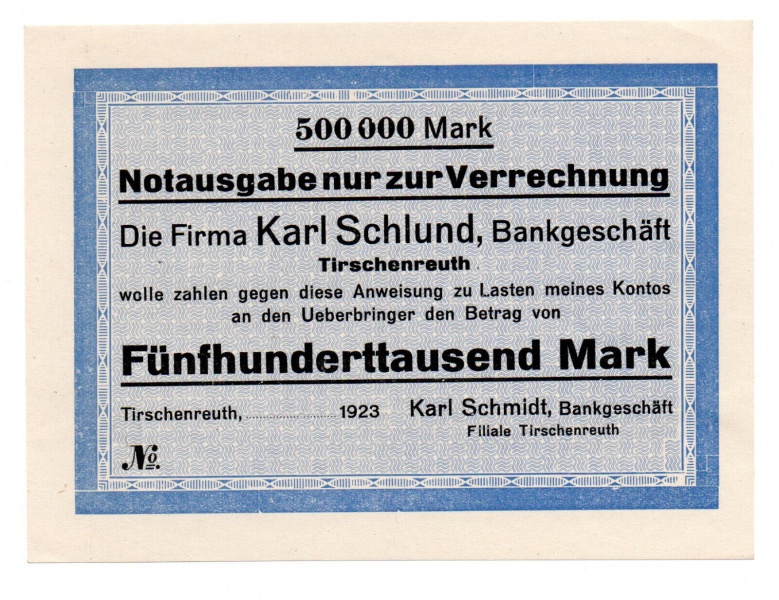 500 000 Mark
Notausgabe nur zur Verrechnung
Die Firma Karl Schlund, Bankgeschäft
Tirschenreuth
wolle zahlen gegen diese Anweisung zu Lasten meines Kontos
an den Ueberbringer den Betrag von
Fünfhunderttausend Mark
Tirschenreuth, .................... 1923 Karl Schmidt, Bankgeschäft
Filiale Tirschenreuth
No.